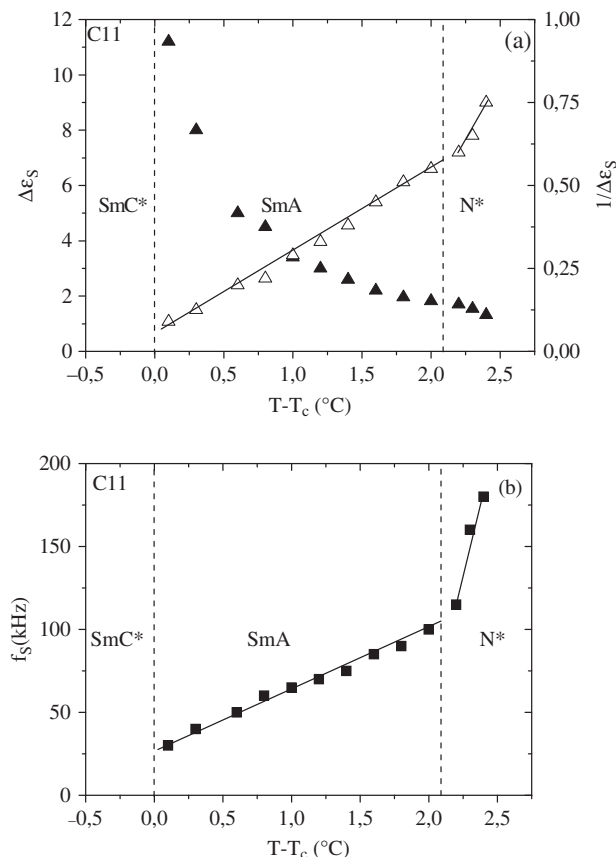 C11
(a)
12
10
8
6
4
2
0
ΔεS
1,00
0,75
0,50
0,25
0,00
1/ΔεS
SmC*
SmA
N*
–0,5
0,0
0,5
1,0
1,5
2,0
2,5
T-Tc (°C)
C11
(b)
200
150
100
50
0
fS(kHz)
SmC*
SmA
N*
–0,5
0,0
0,5
1,0
1,5
2,0
2,5
T-Tc (°C)